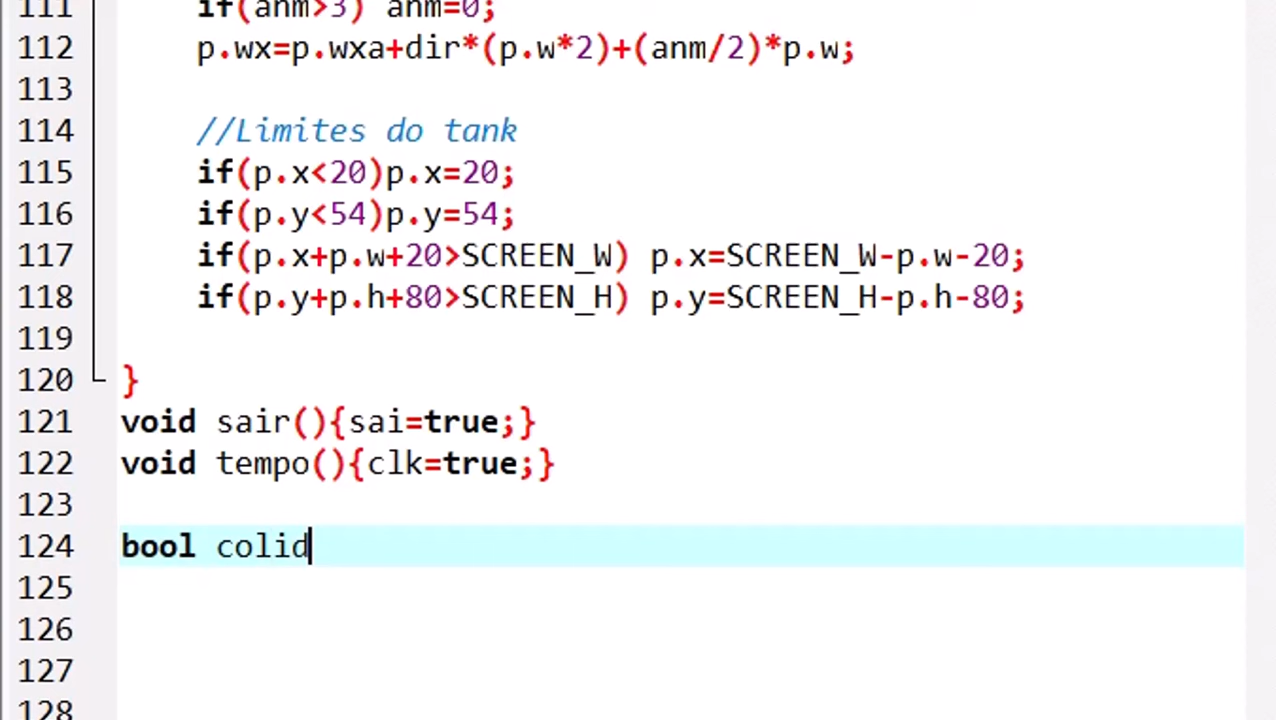 111 if(anm>3) anm=0;
112 p.wx=p.wxa+dir*(p.w*2)+(anm/2)*p.w;
113
114 //Limites do tank
115 if(p.x<20)p.x=20;
116 if(p.y<54)p.y=54;
117 if(p.x+p.w+20>SCREEN_W) p.x=SCREEN_W-p.w-20;
118 if(p.y+p.h+80>SCREEN_H) p.y=SCREEN_H-p.h-80;
119
120 }
121 void sair(){sai=true;}
122 void tempo(){clk=true;}
123
124 bool colid
125
126
127
128